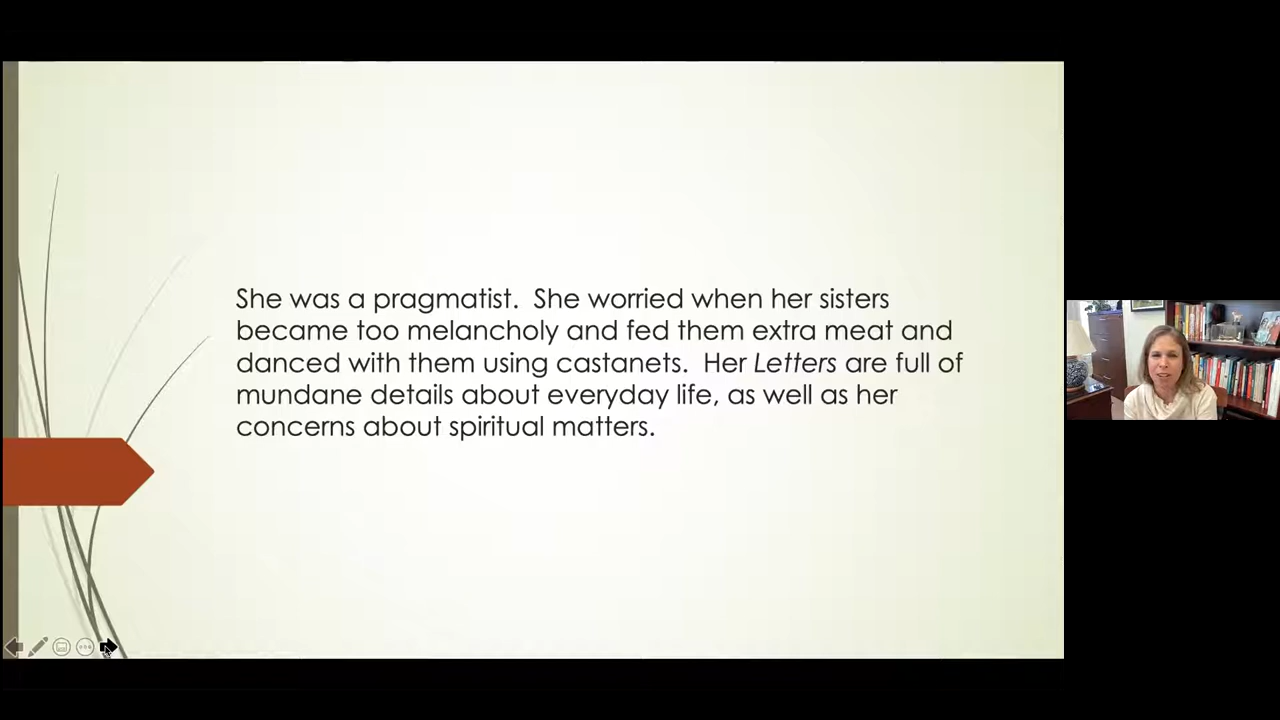 She was a pragmatist.  She worried when her sisters
became too melancholy and fed them extra meat and
danced with them using castanets.  Her Letters are full of
mundane details about everyday life, as well as her
concerns about spiritual matters.